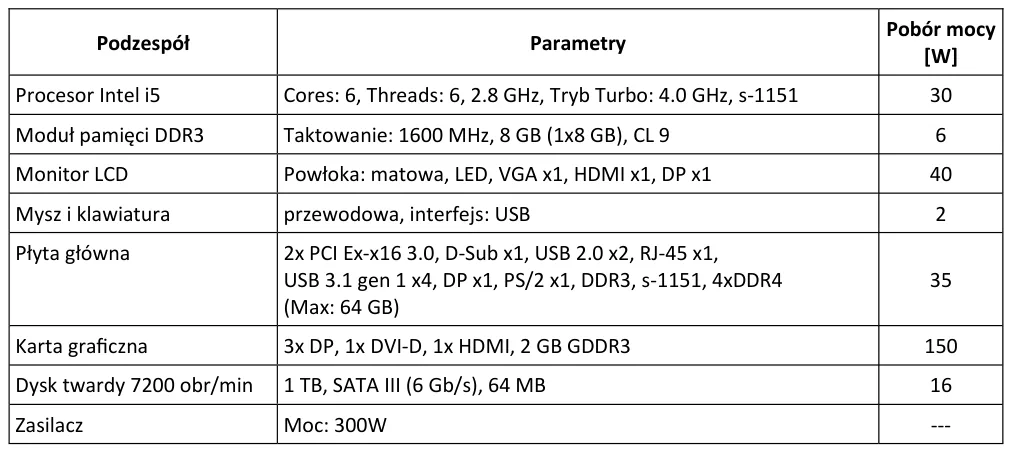 Podzespół Parametry Pobór mocy [W]
Procesor Intel i5 Cores: 6, Threads: 6, 2.8 GHz, Tryb Turbo: 4.0 GHz, s-1151 30
Moduł pamięci DDR3 Taktowanie: 1600 MHz, 8 GB (1x8 GB), CL 9 6
Monitor LCD Powłoka: matowa, LED, VGA x1, HDMI x1, DP x1 40
Mysz i klawiatura przewodowa, interfejs: USB 2
Płyta główna 2x PCI Ex-x16 3.0, D-Sub x1, USB 2.0 x2, RJ-45 x1,
USB 3.1 gen 1 x4, DP x1, PS/2 x1, DDR3, s-1151, 4xDDR4 35
(Max: 64 GB)
Karta graficzna 3x DP, 1x DVI-D, 1x HDMI, 2 GB GDDR3 150
Dysk twardy 7200 obr/min 1 TB, SATA III (6 Gb/s), 64 MB 16
Zasilacz Moc: 300W ---